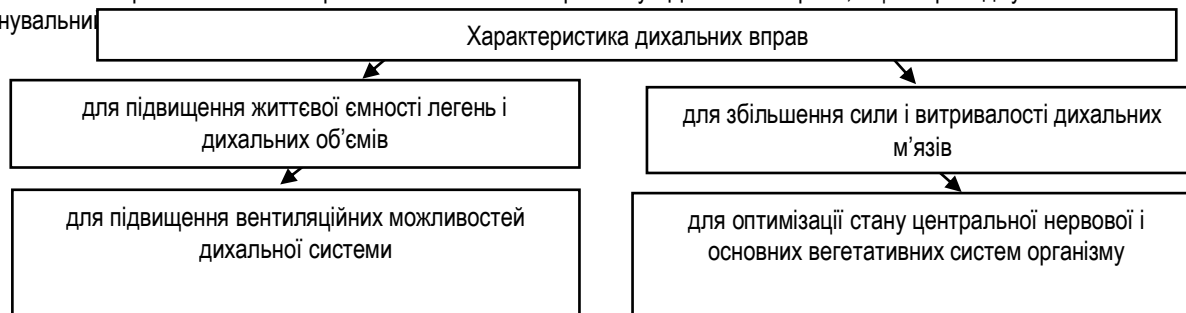 нувальни
Характеристика дихальних вправ
для підвищення життєвої ємності легень і
дихальних об’ємів
для збільшення сили і витривалості дихальних
м’язів
для підвищення вентиляційних можливостей
дихальної системи
для оптимізації стану центральної нервової і
основних вегетативних систем організму